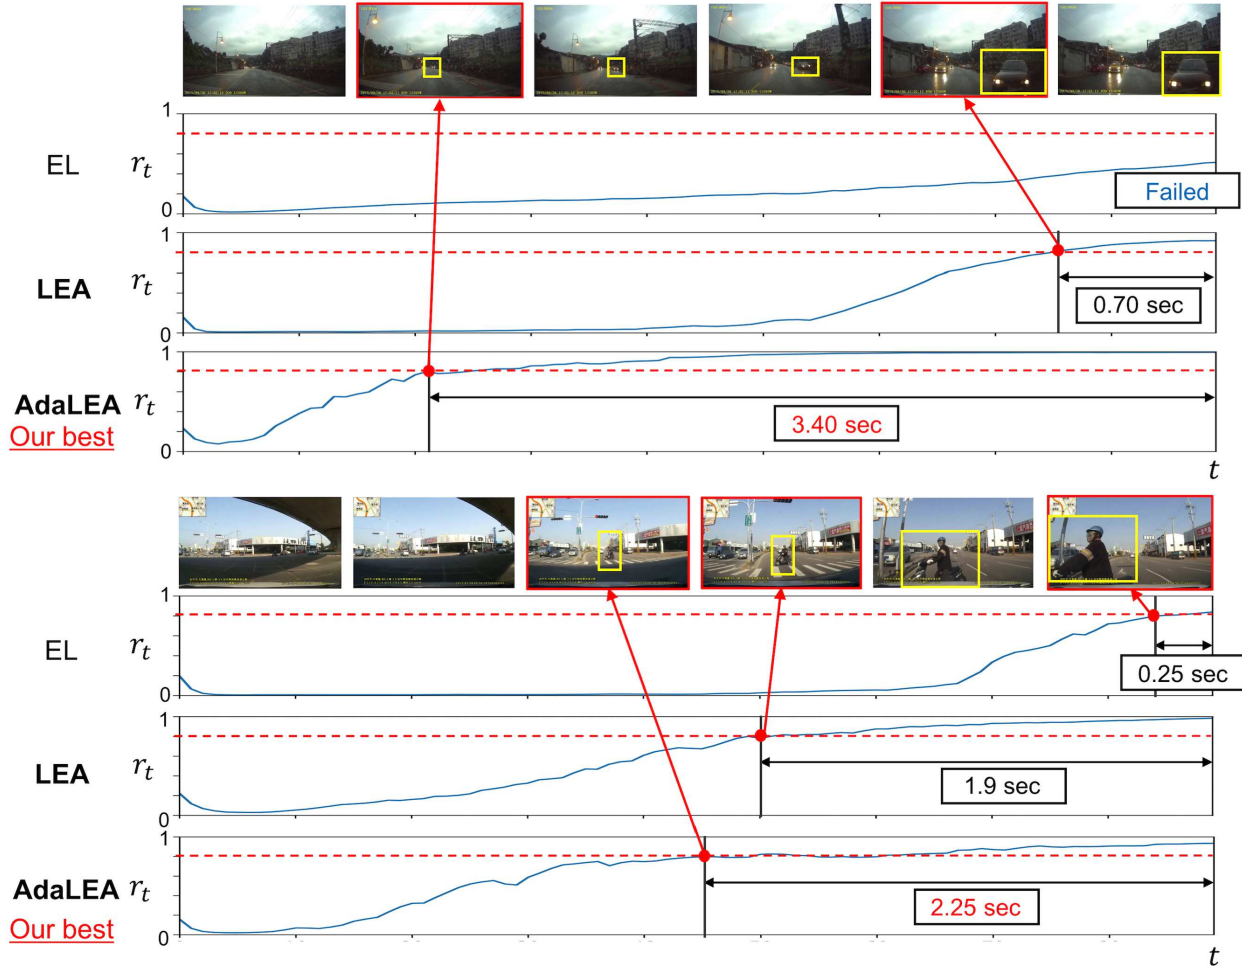 1
EL
r_t
Failed
0
1
LEA
r_t
0.70 sec
0
1
AdaLEA
r_t
Our best
3.40 sec
0
t
1
EL
r_t
0.25 sec
0
1
LEA
r_t
1.9 sec
0
1
AdaLEA
r_t
Our best
2.25 sec
0
t